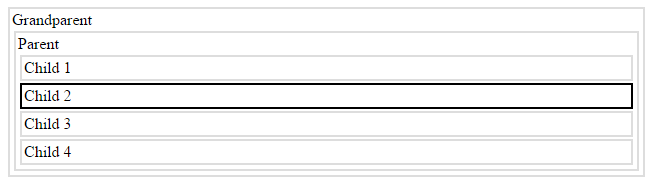 Grandparent
Parent
Child 1
Child 2
Child 3
Child 4